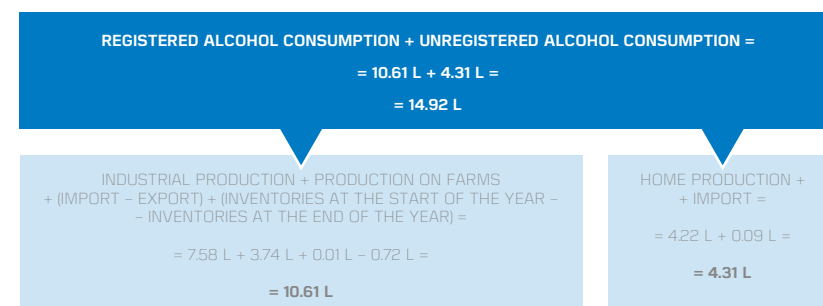 REGISTERED ALCOHOL CONSUMPTION + UNREGISTERED ALCOHOL CONSUMPTION =
= 10.61 L + 4.31 L =
= 14.92 L
INDUSTRIAL PRODUCTION + PRODUCTION ON FARMS
+ (IMPORT – EXPORT) + (INVENTORIES AT THE START OF THE YEAR –
– INVENTORIES AT THE END OF THE YEAR) =
= 7.58 L + 3.74 L + 0.01 L – 0.72 L =
= 10.61 L
HOME PRODUCTION +
+ IMPORT =
= 4.22 L + 0.09 L =
= 4.31 L